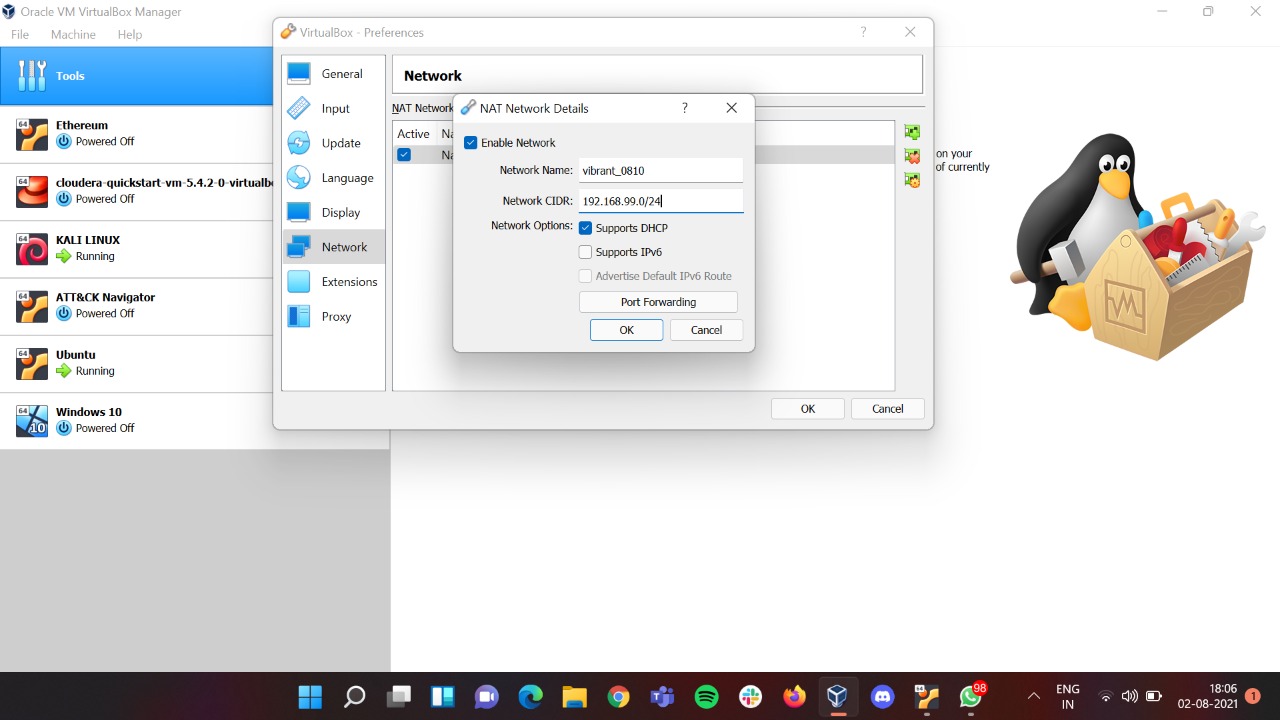 Oracle VM VirtualBox Manager
File Machine Help
Tools
64
Ethereum
Powered Off
64
cloudera-quickstart-vm-5.4.2-0-virtualb
Powered Off
64
KALI LINUX
Running
64
ATT&CK Navigator
Powered Off
64
Ubuntu
Running
64
10
Windows 10
Powered Off
VirtualBox - Preferences
?
General
Input
Update
Language
Display
Network
Extensions
Proxy
Network
NAT Network
Active Na
Na
NAT Network Details
?
Enable Network
Network Name: vibrant_0810
Network CIDR: 192.168.99.0/24
Network Options: Supports DHCP
Supports IPv6
Advertise Default IPv6 Route
Port Forwarding
OK Cancel
OK Cancel
on your
of currently
64
98
ENG
IN
18:06
02-08-2021
1